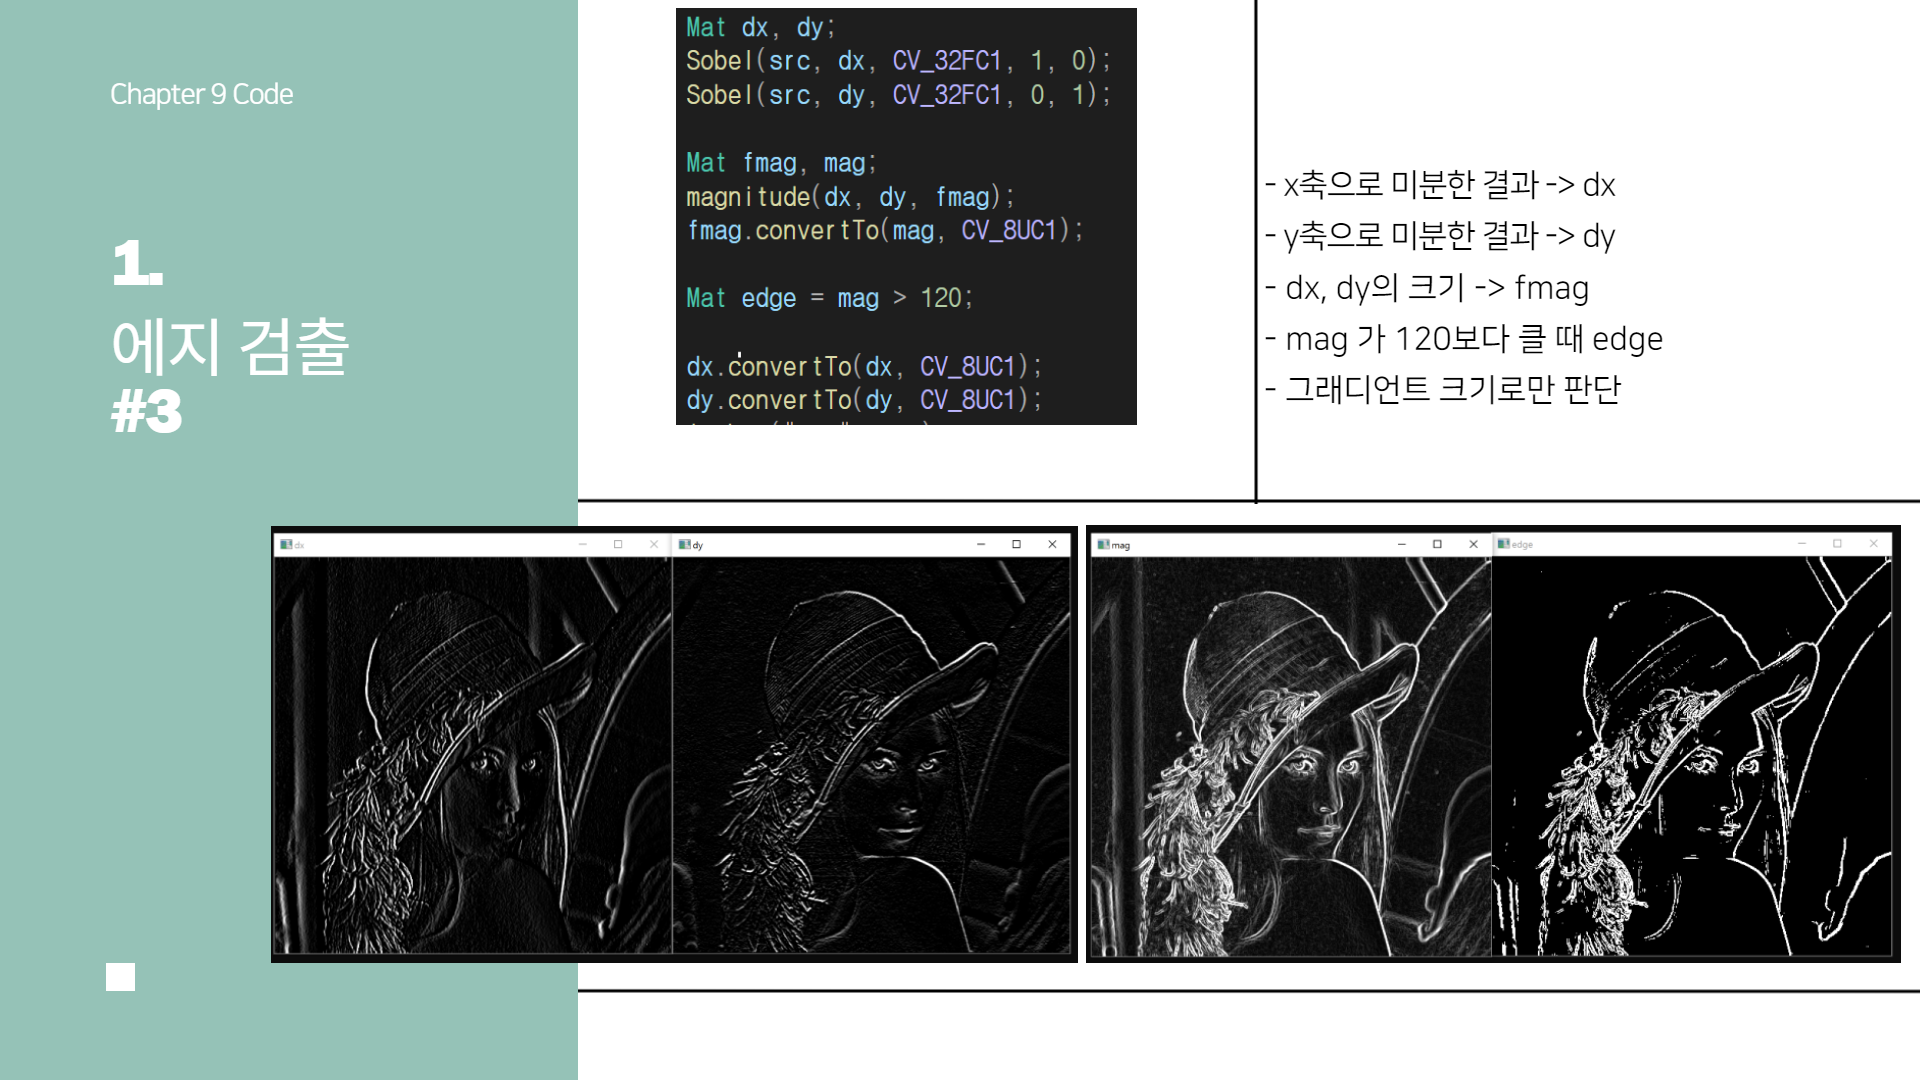 Chapter 9 Code
1.
에지 검출
#3
Mat dx, dy;
Sobel(src, dx, CV_32FC1, 1, 0);
Sobel(src, dy, CV_32FC1, 0, 1);
Mat fmag, mag;
magnitude(dx, dy, fmag);
fmag.convertTo(mag, CV_8UC1);
Mat edge = mag > 120;
dx.convertTo(dx, CV_8UC1);
dy.convertTo(dy, CV_8UC1);
- x축으로 미분한 결과 -> dx
- y축으로 미분한 결과 -> dy
- dx, dy의 크기 -> fmag
- mag 가 120보다 클 때 edge
- 그래디언트 크기로만 판단
dx
dy
mag
edge